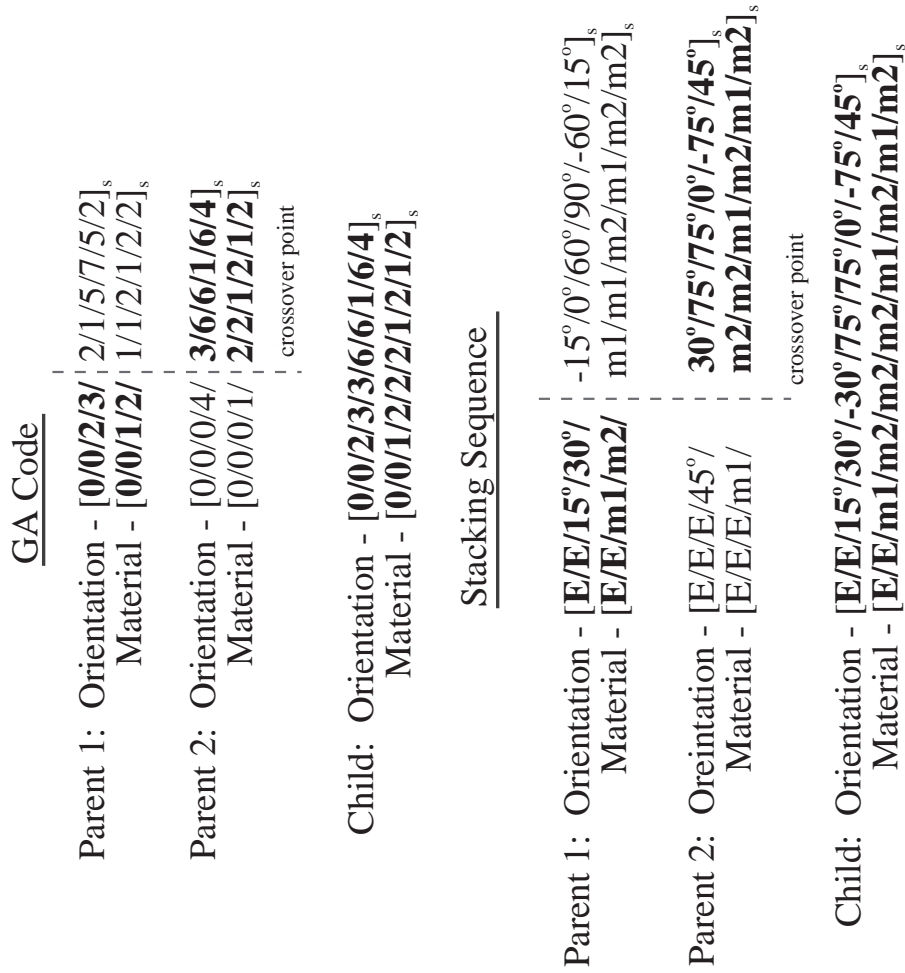 GA Code
Parent 1: Orientation - [0/0/2/3/ 2/1/5/7/5/2]s
Material - [0/0/1/2/ 1/1/2/1/2/2]s
Parent 2: Orientation - [0/0/0/4/ 3/6/6/1/6/4]s
Material - [0/0/0/1/ 2/2/1/2/1/2]s
crossover point
Child: Orientation - [0/0/2/3/3/6/6/1/6/4]s
Material - [0/0/1/2/2/2/1/2/1/2]s
Stacking Sequence
Parent 1: Orientation - [E/E/15°/30°/ -15°/0°/60°/90°/-60°/15°]s
Material - [E/E/m1/m2/ m1/m1/m2/m1/m2/m2]s
Parent 2: Oreintation - [E/E/E/45°/ 30°/75°/75°/0°/-75°/45°]s
Material - [E/E/E/m1/ m2/m2/m1/m2/m1/m2]s
crossover point
Child: Orientation - [E/E/15°/30°/-30°/75°/75°/0°/-75°/45°]s
Material - [E/E/m1/m2/m2/m2/m1/m2/m1/m2]s